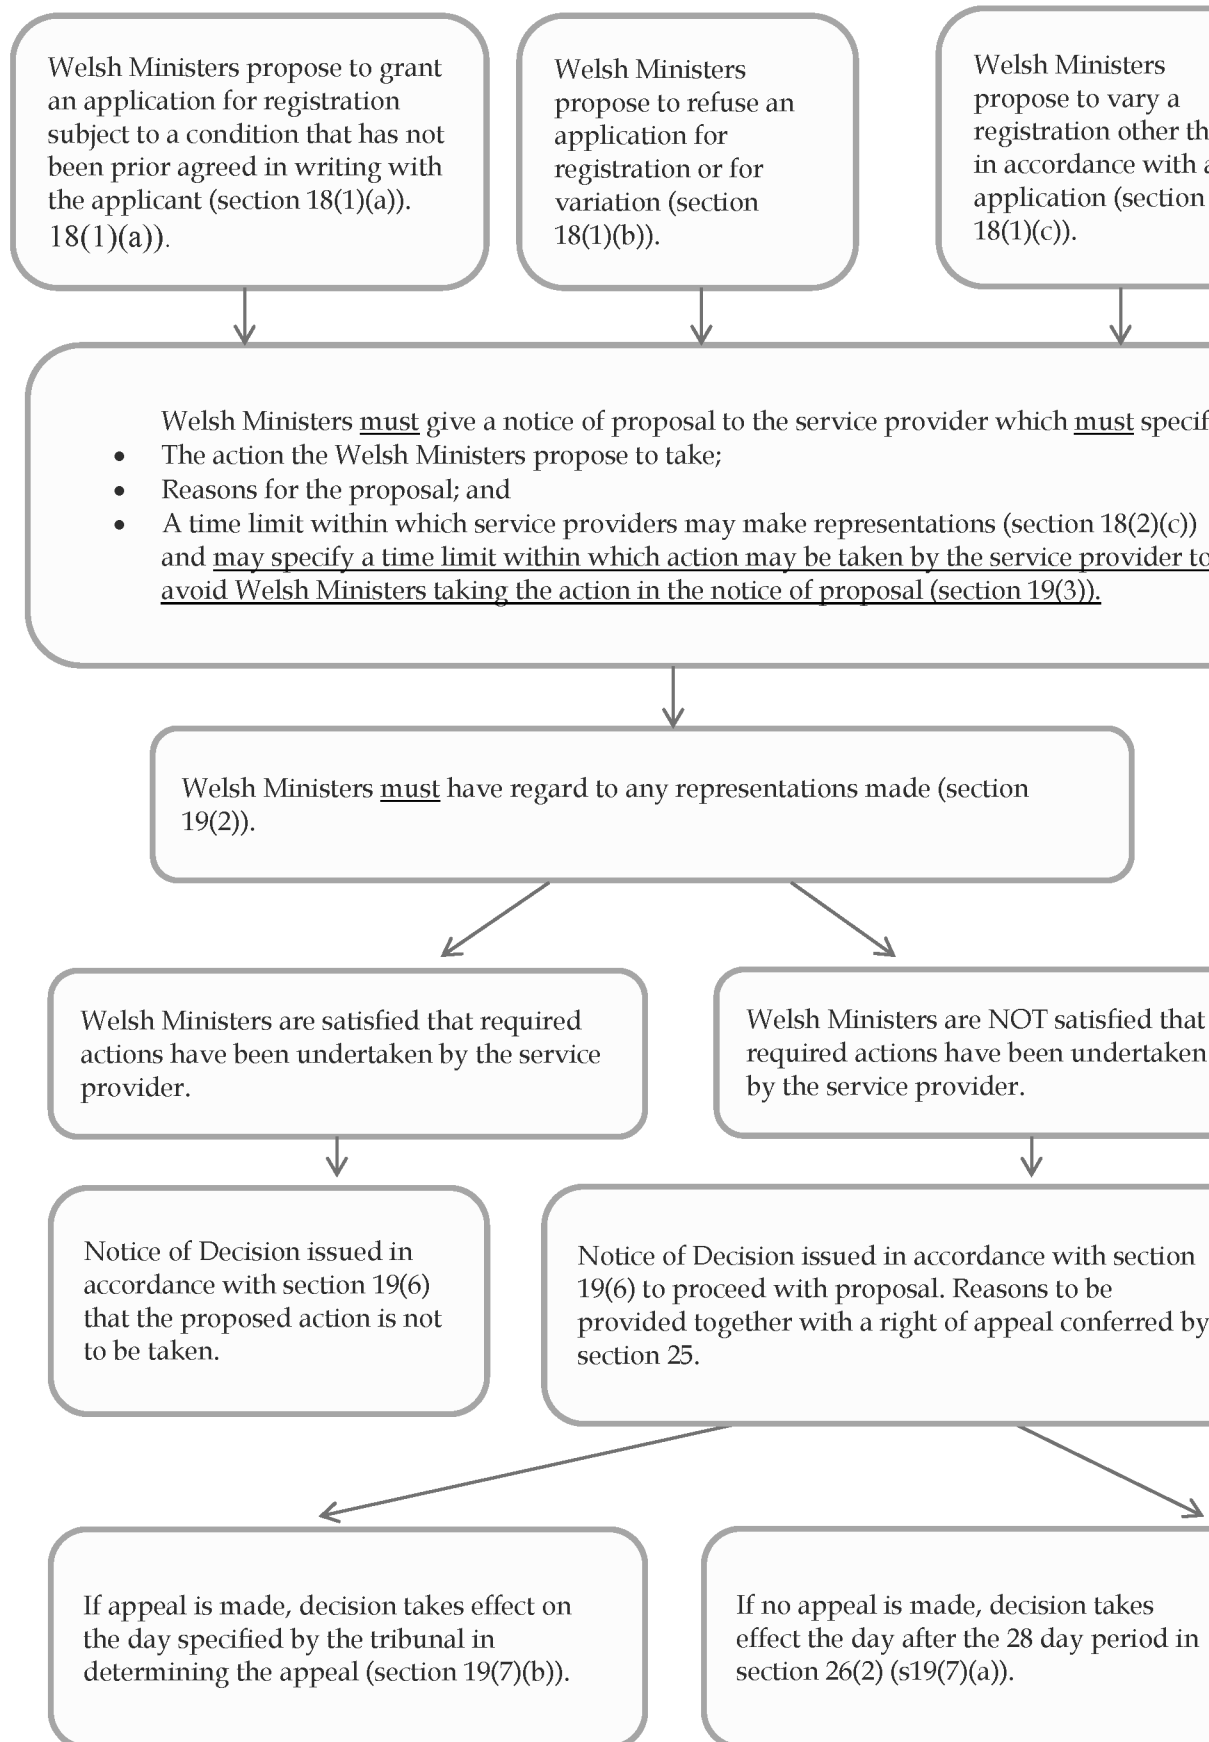 Welsh Ministers propose to grant
an application for registration
subject to a condition that has not
been prior agreed in writing with
the applicant (section 18(1)(a)).
18(1)(a)).
Welsh Ministers
propose to refuse an
application for
registration or for
variation (section
18(1)(b)).
Welsh Ministers
propose to vary a
registration other th
in accordance with a
application (section
18(1)(c)).
Welsh Ministers must give a notice of proposal to the service provider which must specif
• The action the Welsh Ministers propose to take;
• Reasons for the proposal; and
• A time limit within which service providers may make representations (section 18(2)(c))
and may specify a time limit within which action may be taken by the service provider to
avoid Welsh Ministers taking the action in the notice of proposal (section 19(3)).
Welsh Ministers must have regard to any representations made (section
19(2)).
Welsh Ministers are satisfied that required
actions have been undertaken by the service
provider.
Welsh Ministers are NOT satisfied that
required actions have been undertaken
by the service provider.
Notice of Decision issued in
accordance with section 19(6)
that the proposed action is not
to be taken.
Notice of Decision issued in accordance with section
19(6) to proceed with proposal. Reasons to be
provided together with a right of appeal conferred by
section 25.
If appeal is made, decision takes effect on
the day specified by the tribunal in
determining the appeal (section 19(7)(b)).
If no appeal is made, decision takes
effect the day after the 28 day period in
section 26(2) (s19(7)(a)).